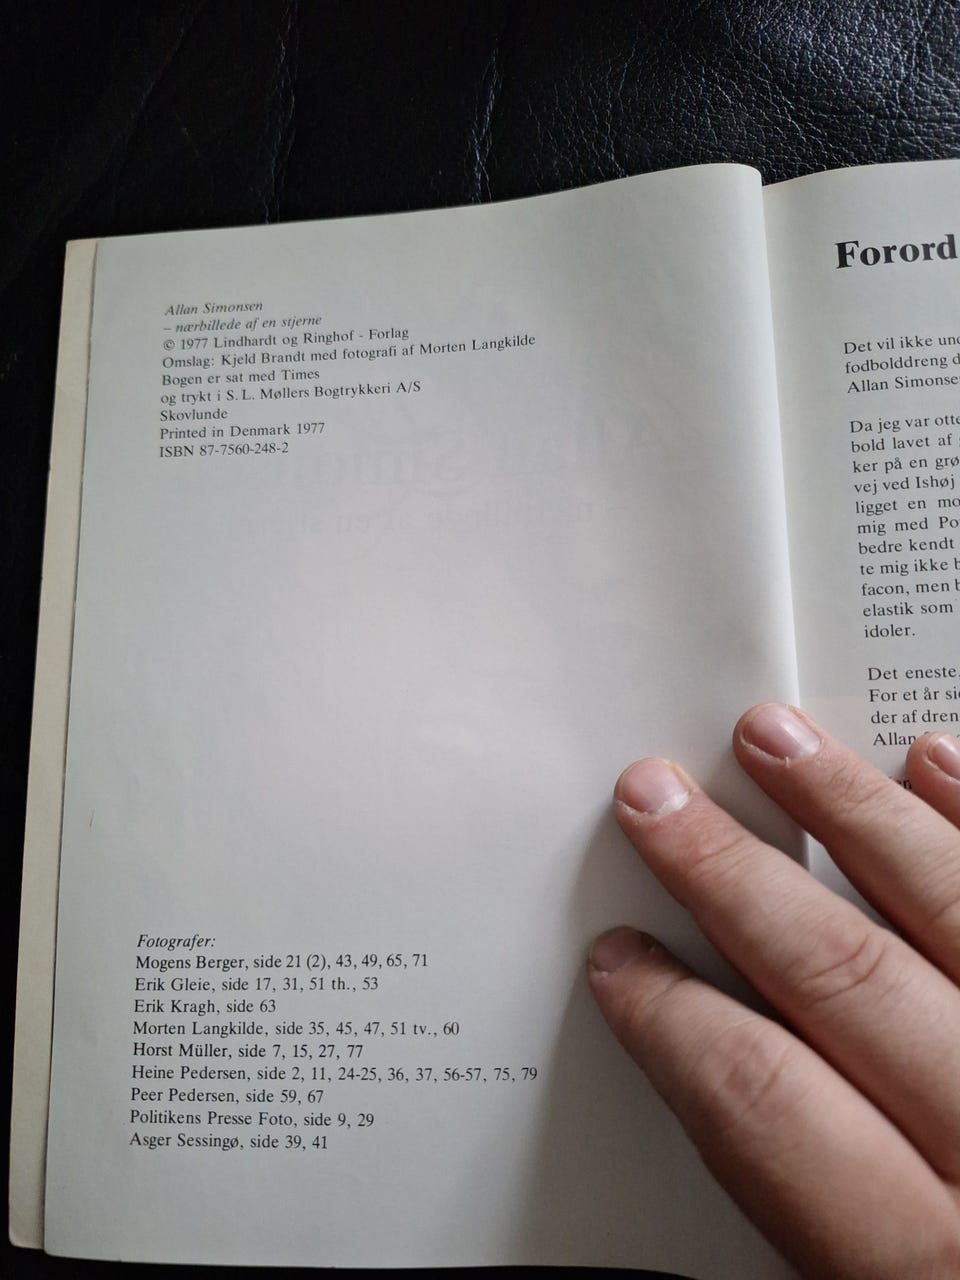 Allan Simonsen
– nærbillede af en stjerne
© 1977 Lindhardt og Ringhof - Forlag
Omslag: Kjeld Brandt med fotografi af Morten Langkilde
Bogen er sat med Times
og trykt i S. L. Møllers Bogtrykkeri A/S
Skovlunde
Printed in Denmark 1977
ISBN 87-7560-248-2
Fotografer:
Mogens Berger, side 21 (2), 43, 49, 65, 71
Erik Gleie, side 17, 31, 51 th., 53
Erik Kragh, side 63
Morten Langkilde, side 35, 45, 47, 51 tv., 60
Horst Müller, side 7, 15, 27, 77
Heine Pedersen, side 2, 11, 24-25, 36, 37, 56-57, 75, 79
Peer Pedersen, side 59, 67
Politikens Presse Foto, side 9, 29
Asger Sessingø, side 39, 41
Forord
Det vil ikke
fodbolddreng
Allan
Da jeg var
bold lavet af
ker på en
vej ved Ishøj
ligget en
mig med
bedre kendt
te mig ikke
facon, men
elastik som
idoler.
Det eneste
For et år
der af
Allan